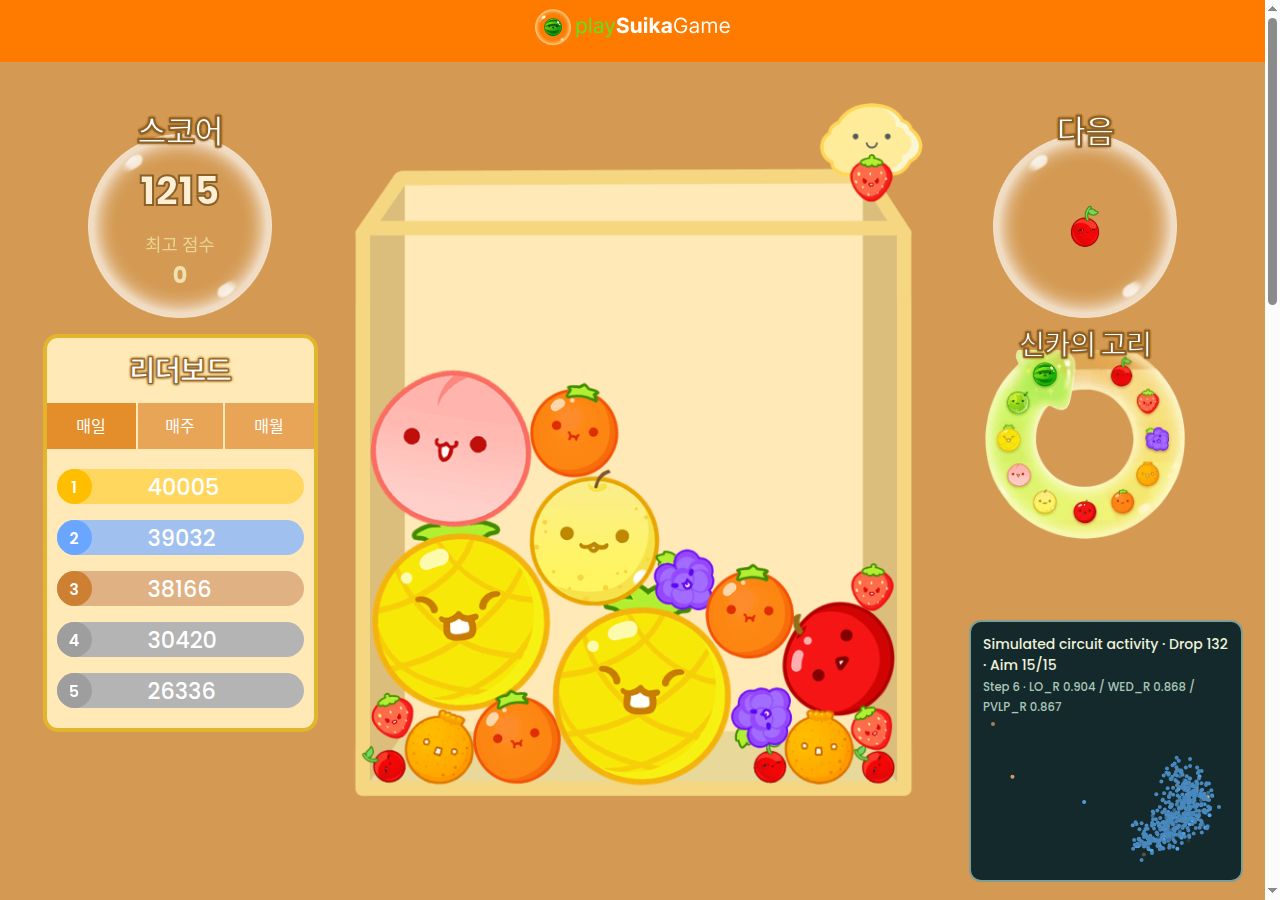 playSuikaGame
스코어
1215
최고 점수
0
다음
리더보드
매일 매주 매월
1 40005
2 39032
3 38166
4 30420
5 26336
신카의 고리
Simulated circuit activity · Drop 132
· Aim 15/15
Step 6 · LO_R 0.904 / WED_R 0.868 /
PVLP_R 0.867